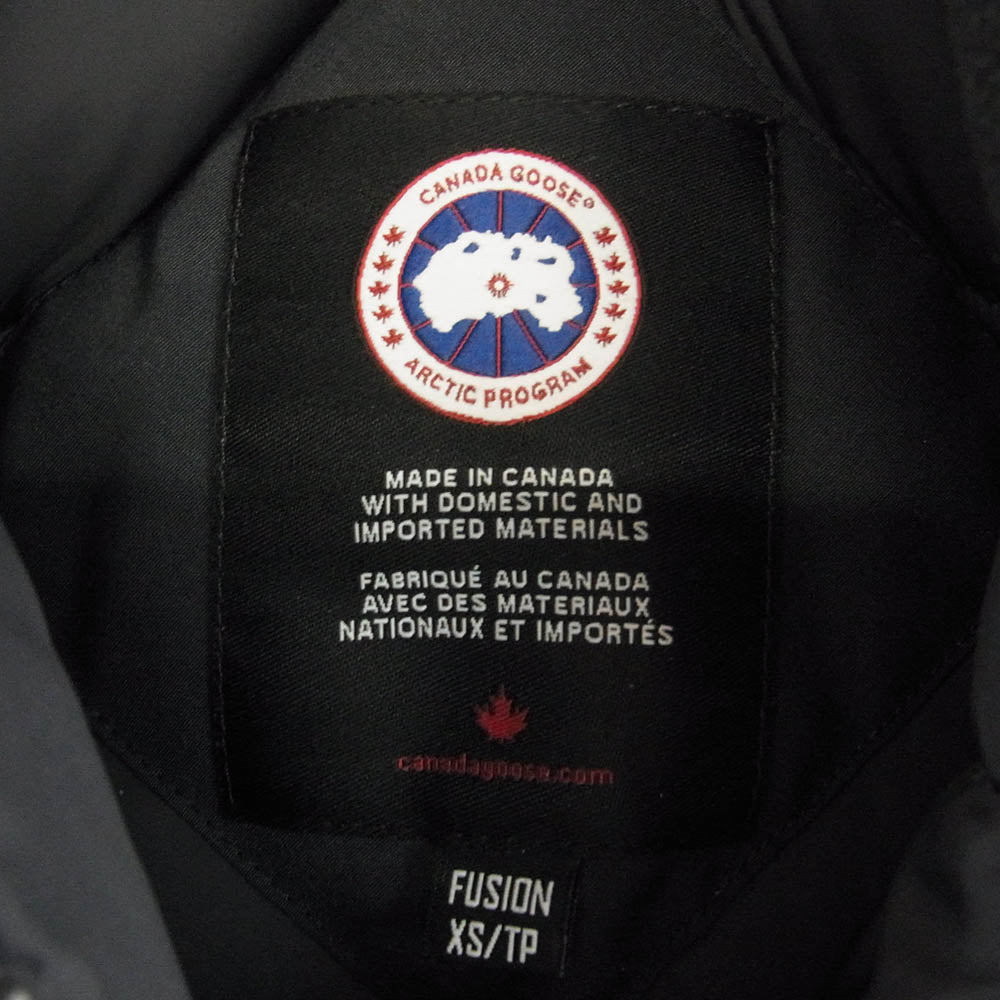 CANADA GOOSE®
ARCTIC PROGRAM
MADE IN CANADA
WITH DOMESTIC AND
IMPORTED MATERIALS
FABRIQUÉ AU CANADA
AVEC DES MATERIAUX
NATIONAUX ET IMPORTÉS
canadagoose.com
FUSION
XS/TP